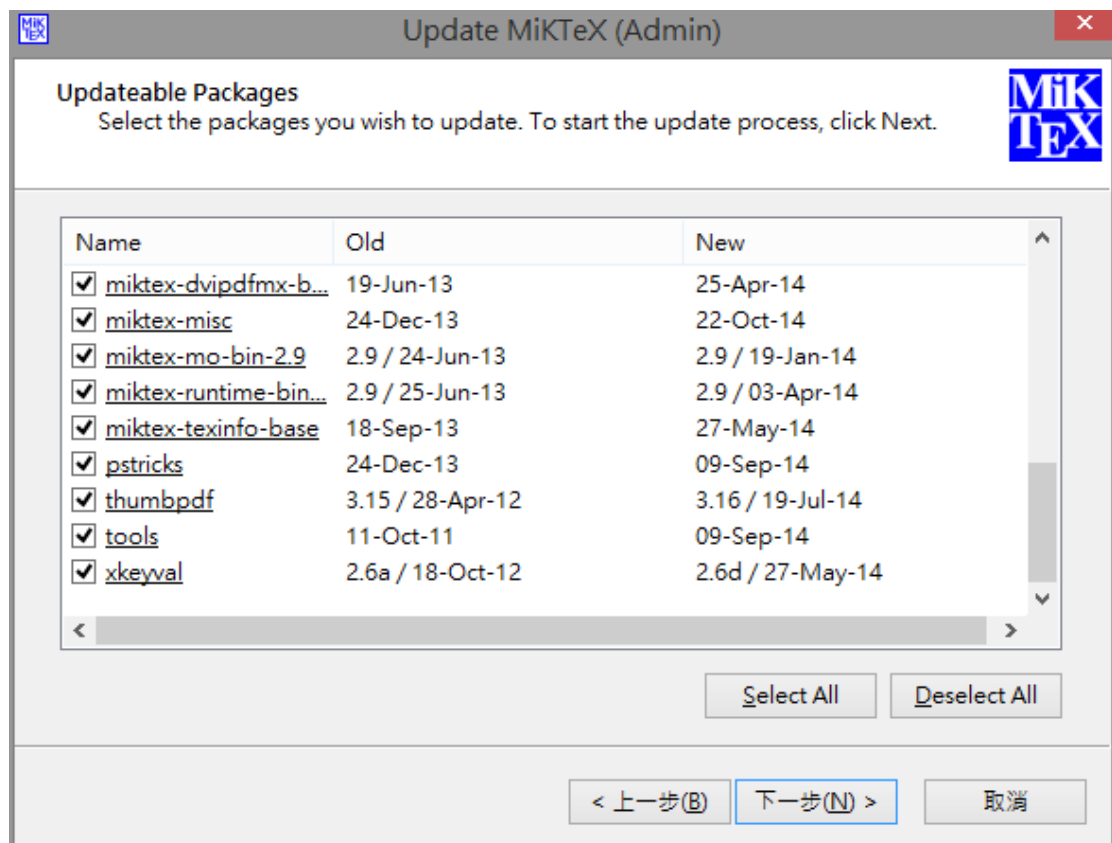 MiK
TEX
Update MiKTeX (Admin)
Updateable Packages
Select the packages you wish to update. To start the update process, click Next.
MiK
TEX
Name Old New
miktex-dvipdfmx-b... 19-Jun-13 25-Apr-14
miktex-misc 24-Dec-13 22-Oct-14
miktex-mo-bin-2.9 2.9 / 24-Jun-13 2.9 / 19-Jan-14
miktex-runtime-bin... 2.9 / 25-Jun-13 2.9 / 03-Apr-14
miktex-texinfo-base 18-Sep-13 27-May-14
pstricks 24-Dec-13 09-Sep-14
thumbpdf 3.15 / 28-Apr-12 3.16 / 19-Jul-14
tools 11-Oct-11 09-Sep-14
xkeyval 2.6a / 18-Oct-12 2.6d / 27-May-14
Select All Deselect All
< 上一步(B) 下一步(N) > 取消